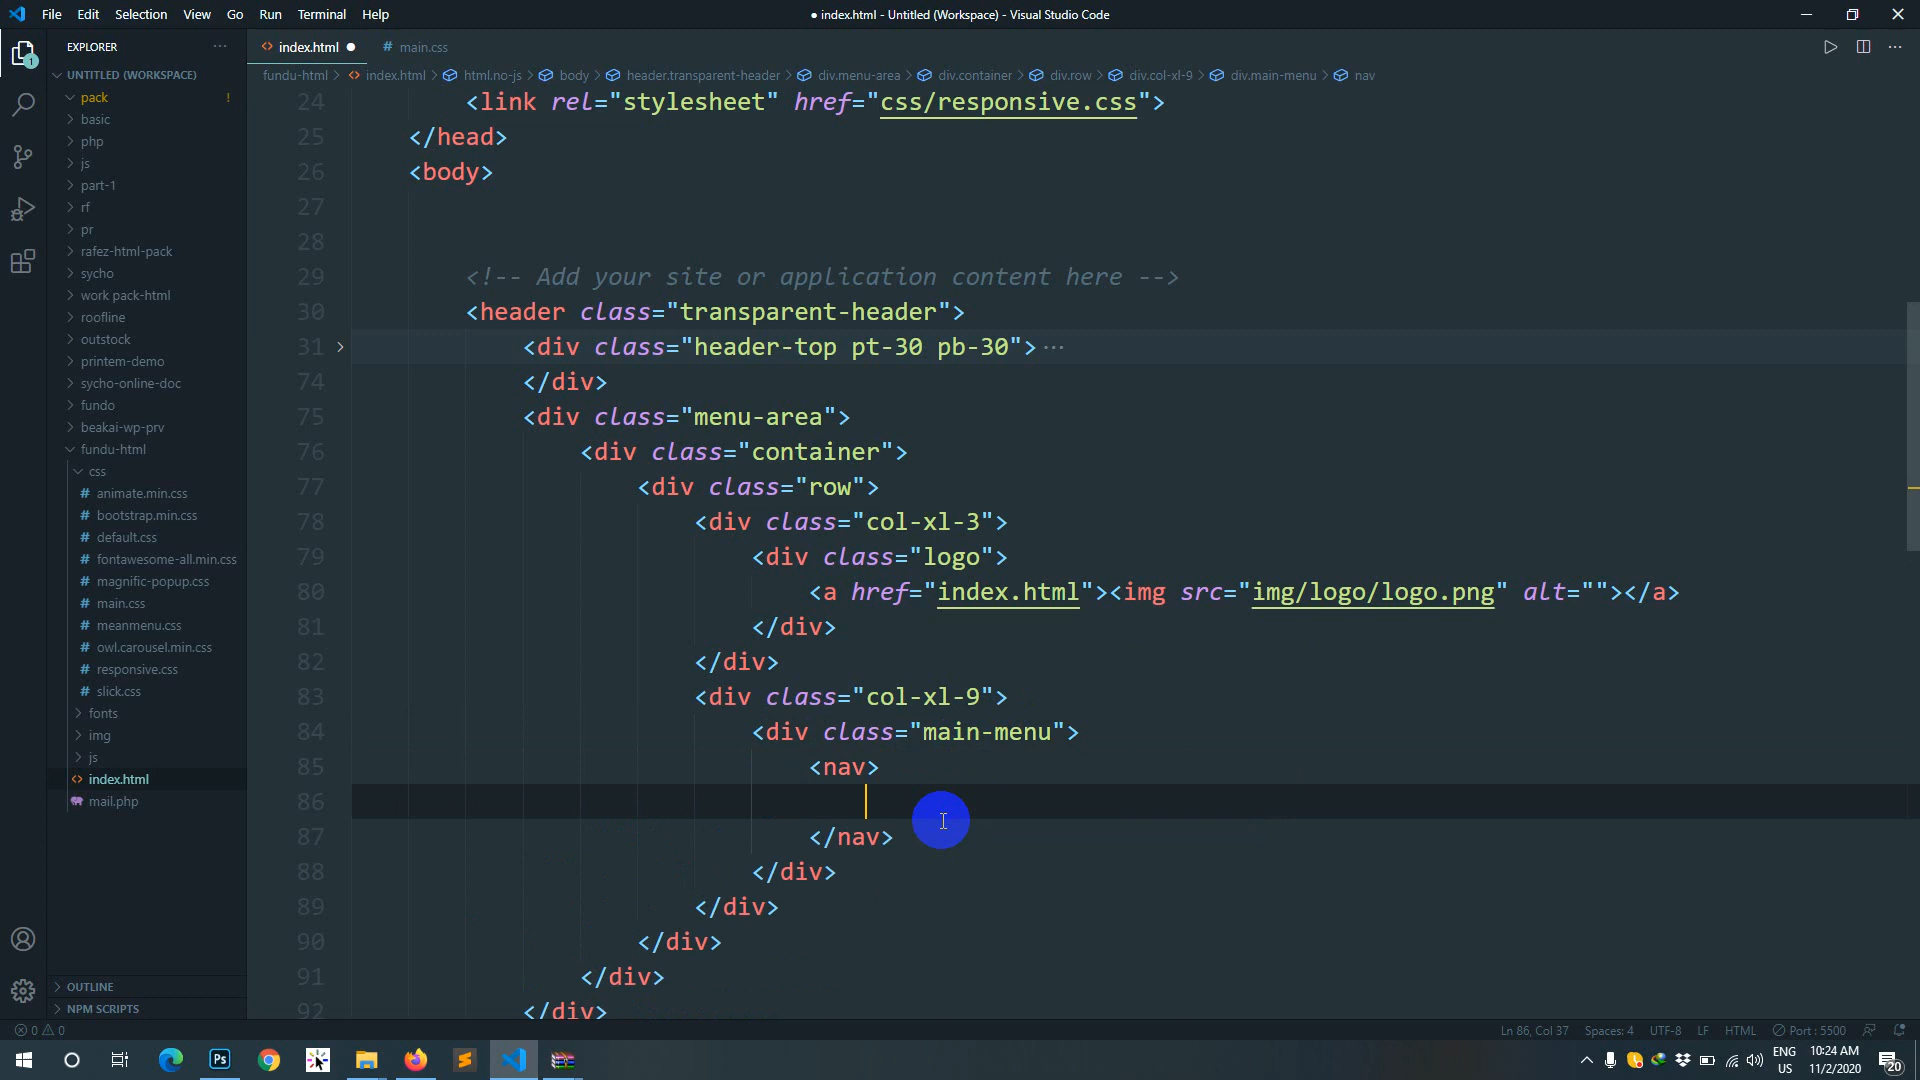 File Edit Selection View Go Run Terminal Help
● index.html - Untitled (Workspace) - Visual Studio Code
EXPLORER
UNTITLED (WORKSPACE)
pack !
basic
php
js
part-1
rf
pr
rafez-html-pack
sycho
work pack-html
roofline
outstock
printem-demo
sycho-online-doc
fundo
beakai-wp-prv
fundu-html
css
# animate.min.css
# bootstrap.min.css
# default.css
# fontawesome-all.min.css
# magnific-popup.css
# main.css
# meanmenu.css
# owl.carousel.min.css
# responsive.css
# slick.css
fonts
img
js
<> index.html
mail.php
OUTLINE
NPM SCRIPTS
<> index.html ●
# main.css
fundu-html > <> index.html > html.no-js > body > header.transparent-header > div.menu-area > div.container > div.row > div.col-xl-9 > div.main-menu > nav
24 <link rel="stylesheet" href="css/responsive.css">
25 </head>
26 <body>
27
28
29 <!-- Add your site or application content here -->
30 <header class="transparent-header">
31 <div class="header-top pt-30 pb-30">···
74 </div>
75 <div class="menu-area">
76 <div class="container">
77 <div class="row">
78 <div class="col-xl-3">
79 <div class="logo">
80 <a href="index.html"><img src="img/logo/logo.png" alt=""></a>
81 </div>
82 </div>
83 <div class="col-xl-9">
84 <div class="main-menu">
85 <nav>
86
87 </nav>
88 </div>
89 </div>
90 </div>
91 </div>
92 </div>
0 0
Ln 86, Col 37 Spaces: 4 UTF-8 LF HTML Port : 5500
1
Ps
ENG
US
10:24 AM
11/2/2020
20